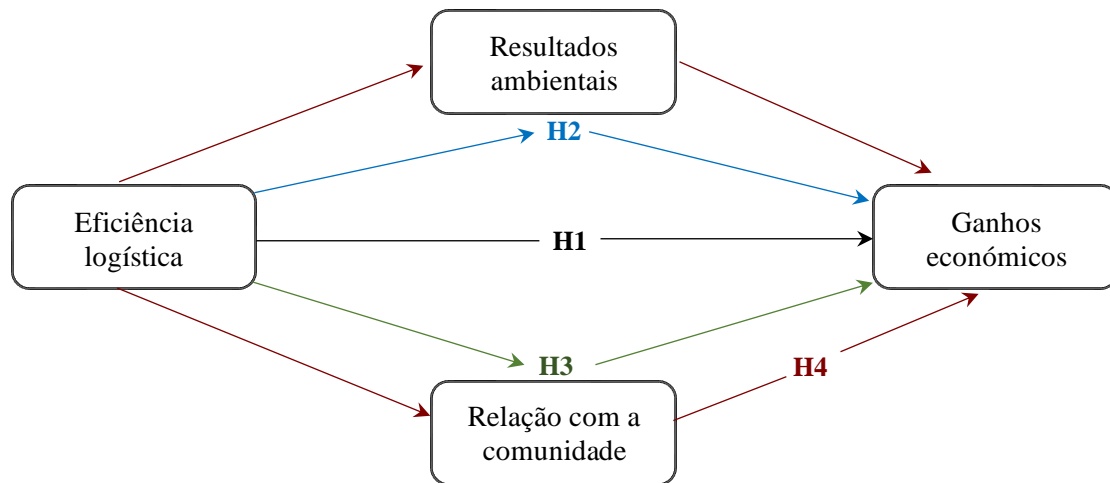 Resultados
ambientais
H2
Eficiência
logística
H1
Ganhos
económicos
H3
H4
Relação com a
comunidade